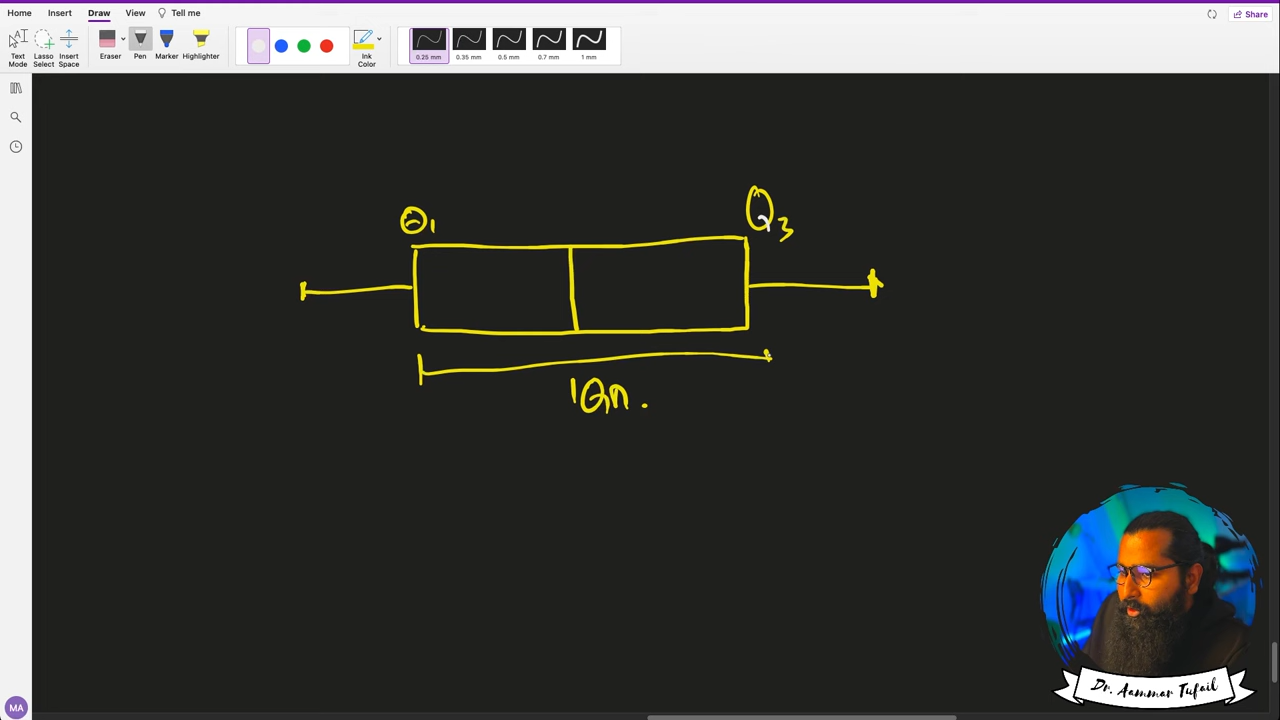 Home Insert Draw View Tell me
Share
Text Mode
Lasso Select
Insert Space
Eraser
Pen
Marker
Highlighter
Ink Color
0.25 mm
0.35 mm
0.5 mm
0.7 mm
1 mm
Q1
Q3
MA
Dr. Aammar Tufail